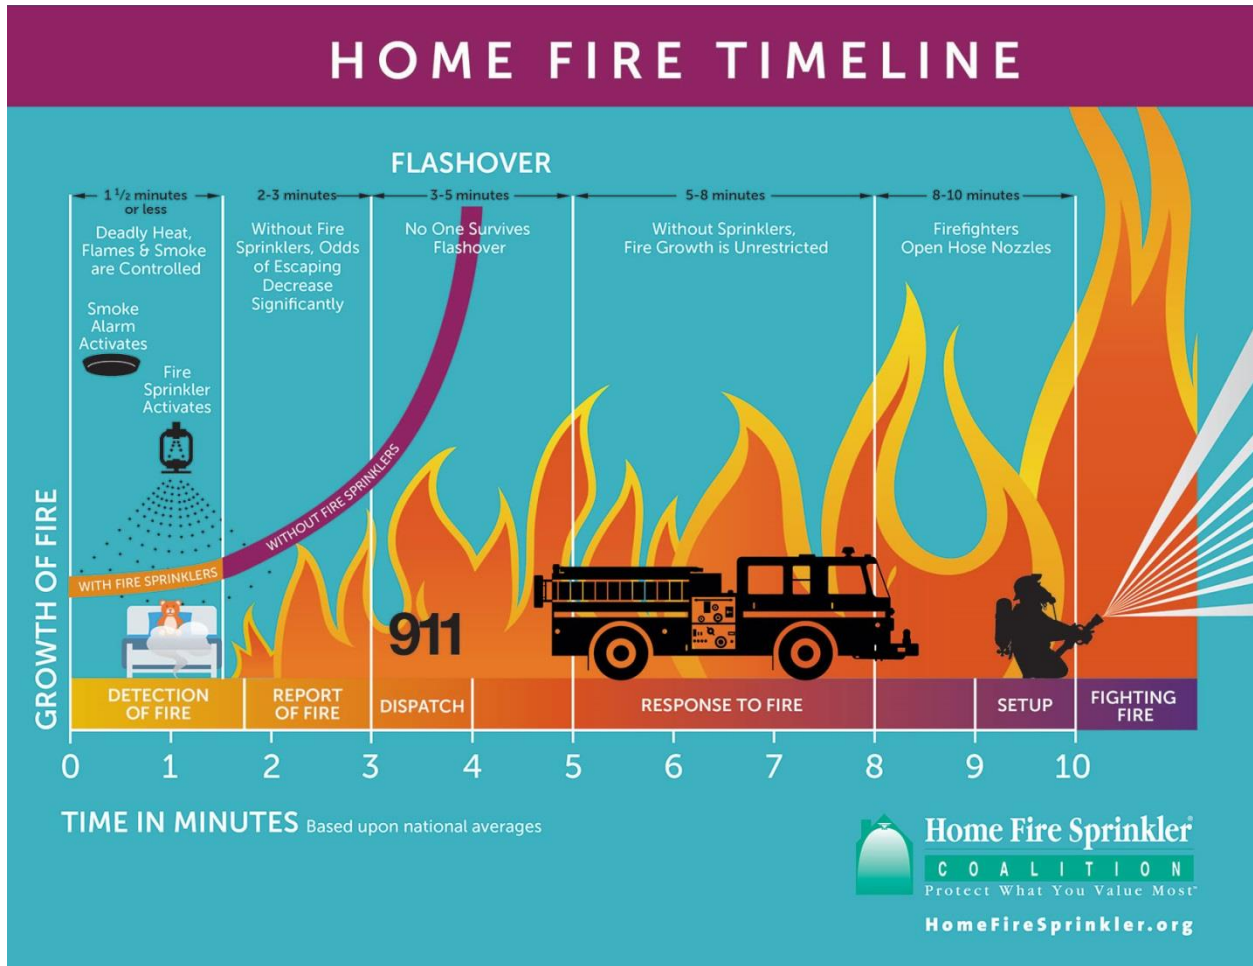 HOME FIRE TIMELINE
FLASHOVER
1 1/2 minutes
or less
Deadly Heat,
Flames & Smoke
are Controlled
2-3 minutes
Without Fire
Sprinklers, Odds
of Escaping
Decrease
Significantly
3-5 minutes
No One Survives
Flashover
5-8 minutes
Without Sprinklers,
Fire Growth is Unrestricted
8-10 minutes
Firefighters
Open Hose Nozzles
Smoke
Alarm
Activates
Fire
Sprinkler
Activates
WITH FIRE SPRINKLERS
WITHOUT FIRE SPRINKLERS
911
GROWTH OF FIRE
DETECTION
OF FIRE
REPORT
OF FIRE
DISPATCH
RESPONSE TO FIRE
SETUP
FIGHTING
FIRE
0 1 2 3 4 5 6 7 8 9 10
TIME IN MINUTES Based upon national averages
Home Fire Sprinkler®
COALITION
Protect What You Value Most℠
HomeFireSprinkler.org